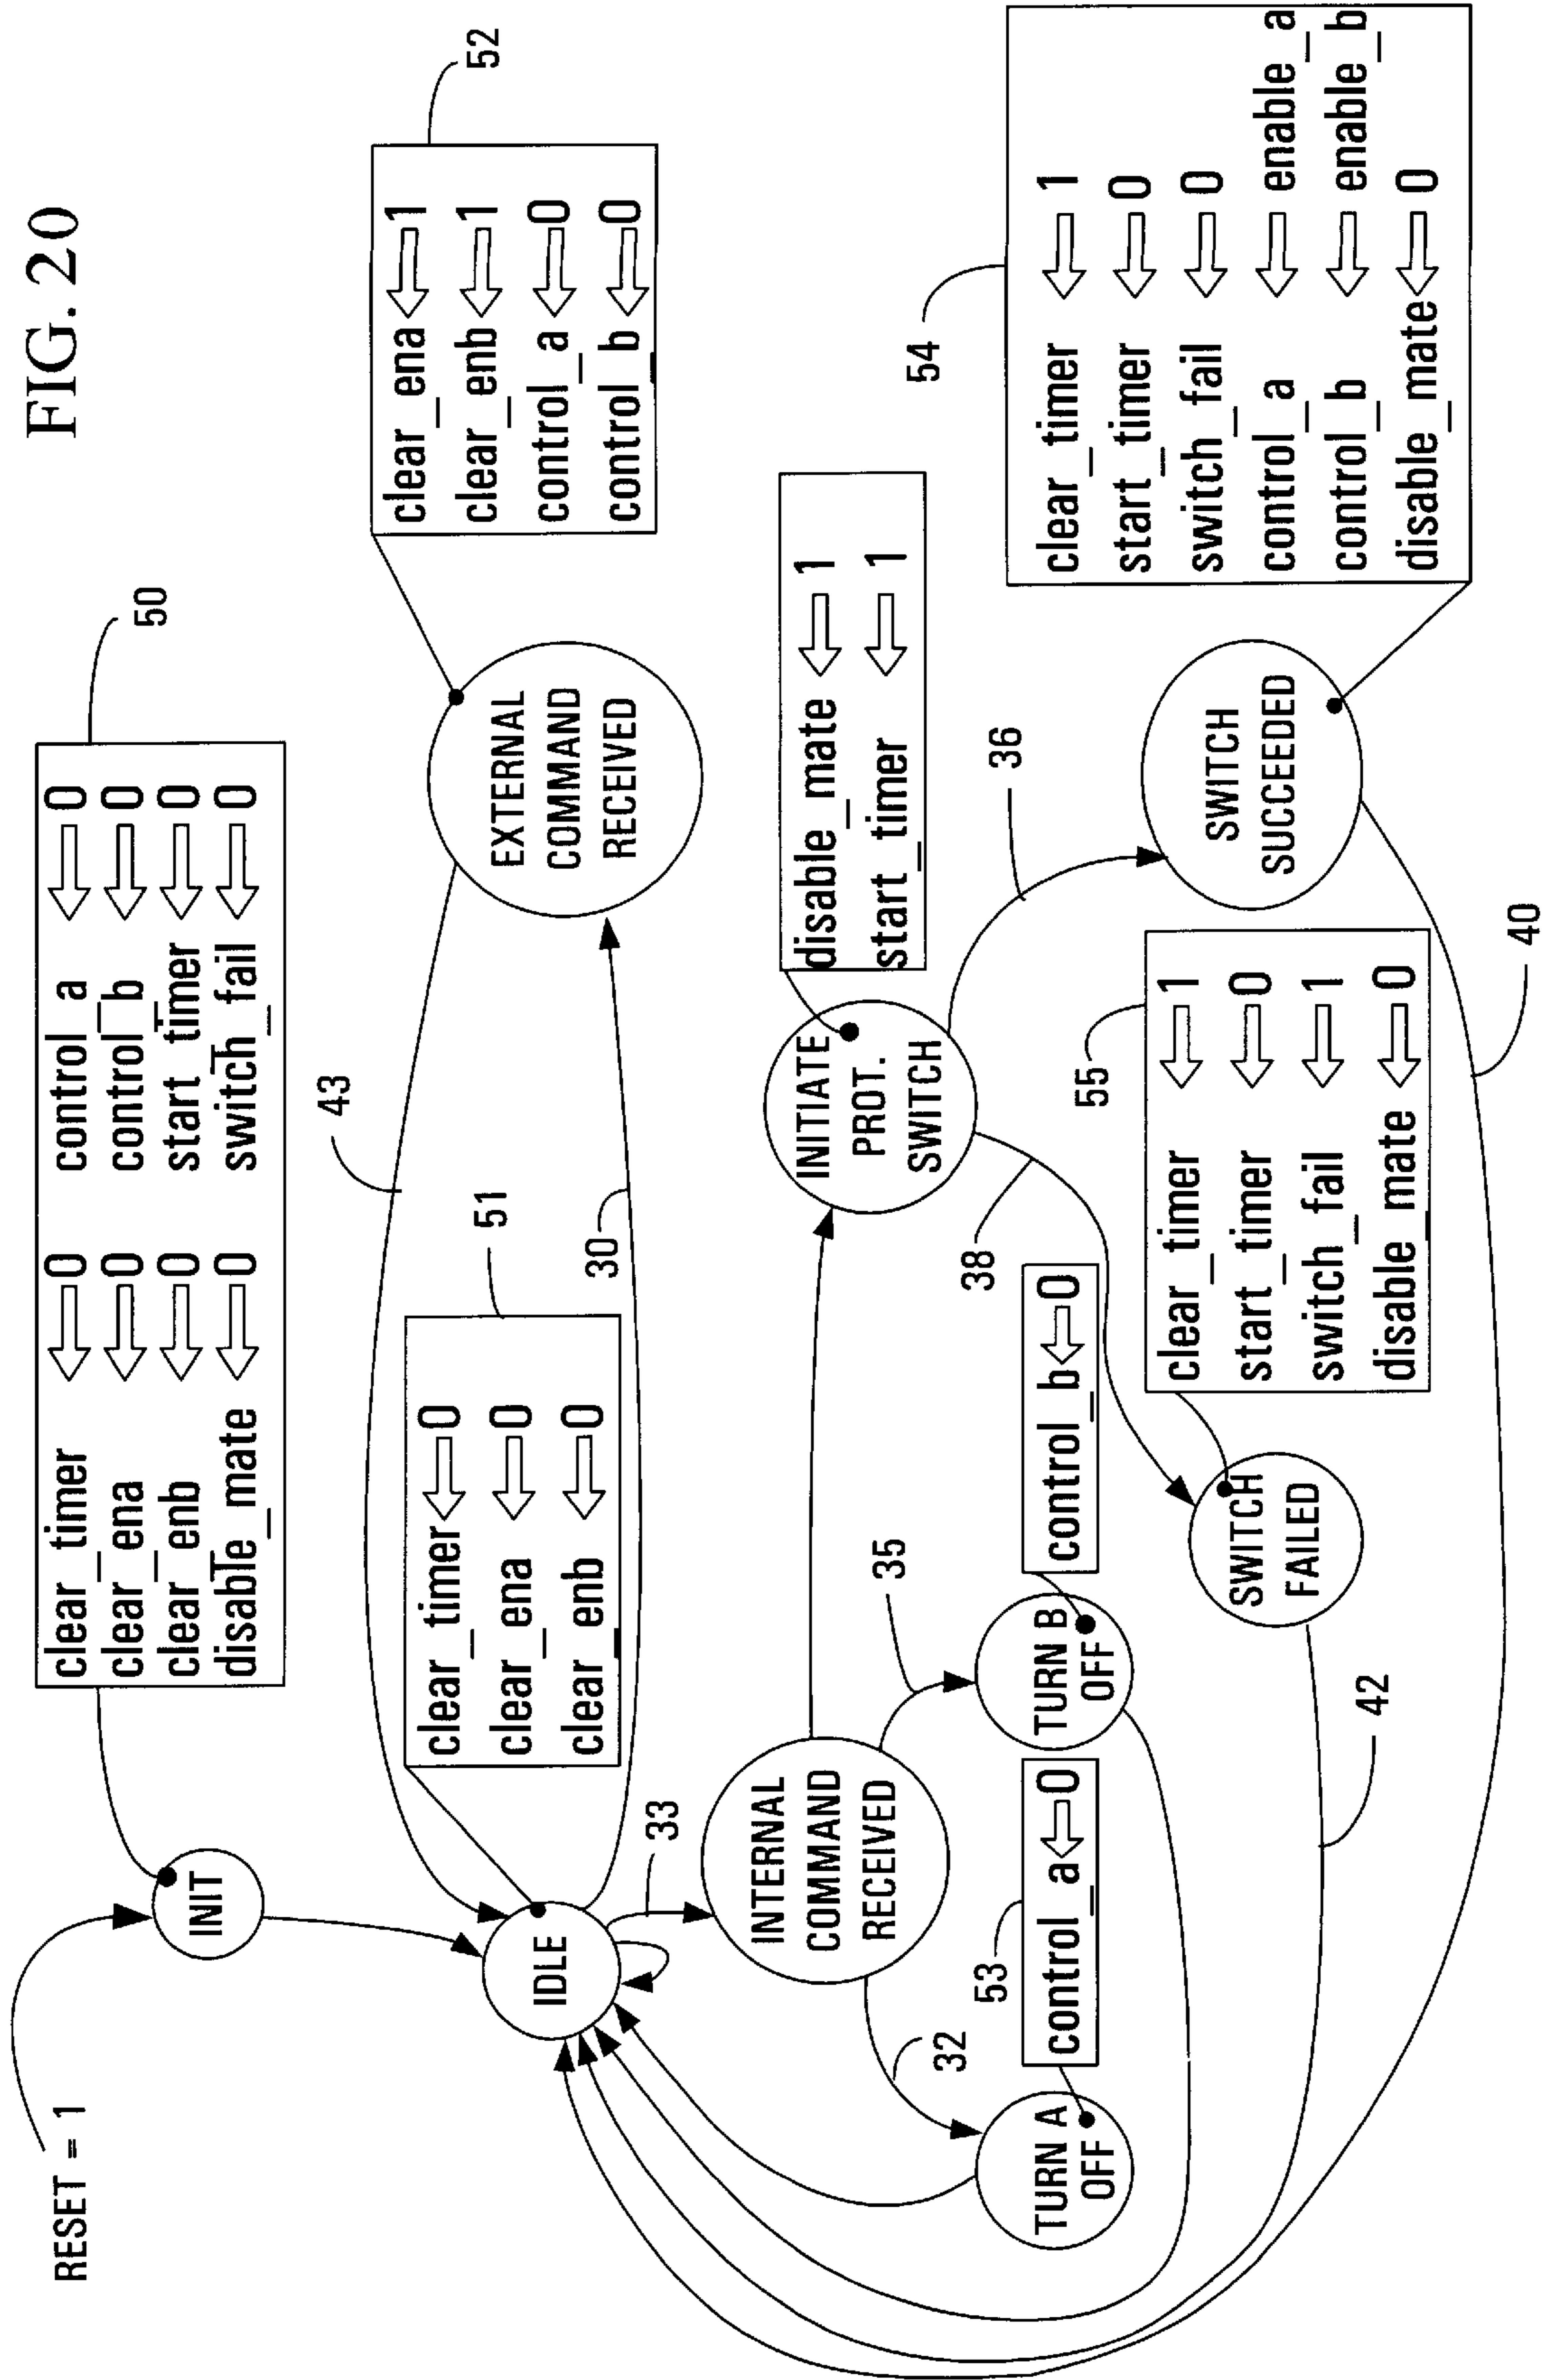 FIG. 20
RESET = 1
INIT
50
clear_timer ⇐ 0 control_a ⇐ 0
clear_ena ⇐ 0 control_b ⇐ 0
clear_enb ⇐ 0 start_timer ⇐ 0
disable_mate ⇐ 0 switch_fail ⇐ 0
43
52
clear_ena ⇐ 1
clear_enb ⇐ 1
control_a ⇐ 0
control_b ⇐ 0
EXTERNAL
COMMAND
RECEIVED
51
clear_timer ⇐ 0
clear_ena ⇐ 0
clear_enb ⇐ 0
30
IDLE
33
INTERNAL
COMMAND
RECEIVED
INITIATE
PROT.
SWITCH
disable_mate ⇐ 1
start_timer ⇐ 1
32
35
38
36
53
control_a ⇐ 0
TURN A
OFF
control_b ⇐ 0
TURN B
OFF
54
clear_timer ⇐ 1
start_timer ⇐ 0
switch_fail ⇐ 0
control_a ⇐ enable_a
control_b ⇐ enable_b
disable_mate ⇐ 0
SWITCH
SUCCEEDED
55
clear_timer ⇐ 1
start_timer ⇐ 0
switch_fail ⇐ 1
disable_mate ⇐ 0
SWITCH
FAILED
42
40